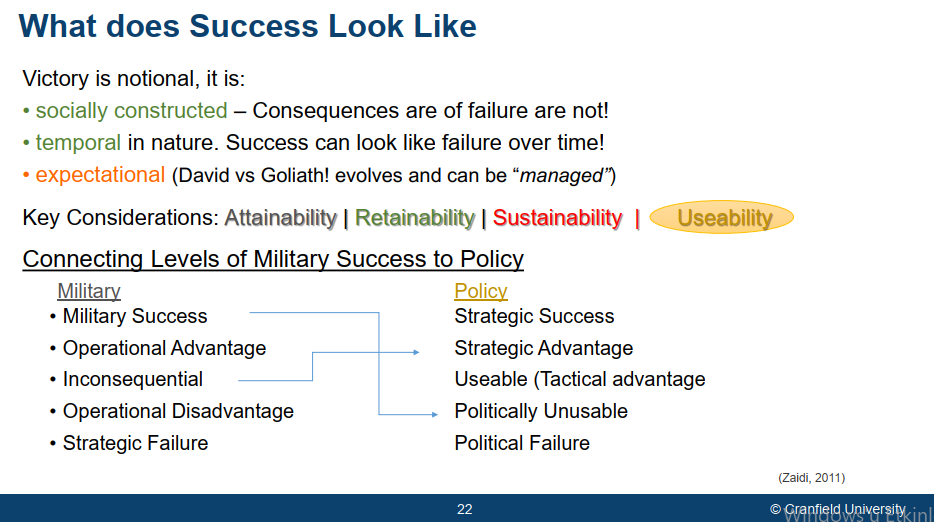 What does Success Look Like
Victory is notional, it is:
• socially constructed – Consequences are of failure are not!
• temporal in nature. Success can look like failure over time!
• expectational (David vs Goliath! evolves and can be “managed”)
Key Considerations: Attainability | Retainability | Sustainability | Useability
Connecting Levels of Military Success to Policy
Military
Policy
• Military Success
Strategic Success
• Operational Advantage
Strategic Advantage
• Inconsequential
Useable (Tactical advantage
• Operational Disadvantage
Politically Unusable
• Strategic Failure
Political Failure
(Zaidi, 2011)
22
© Cranfield University
Windows'u Etkinl